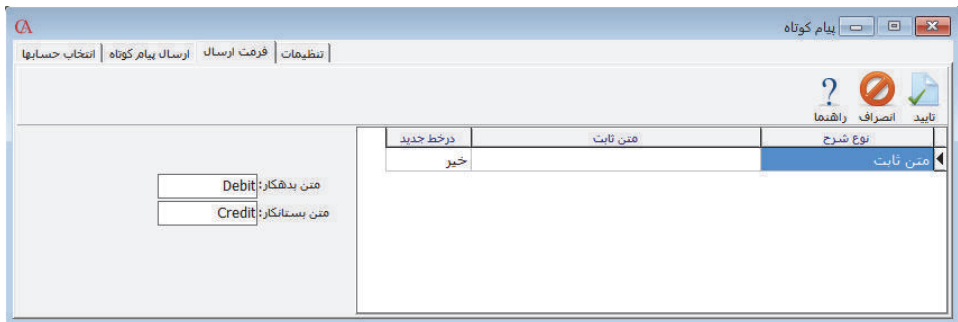 پیام کوتاه
انتخاب حسابها | ارسال پیام کوتاه | فرمت ارسال | تنظیمات
تایید انصراف راهنما
نوع شرح متن ثابت درخط جدید
متن ثابت خیر
متن بدهکار: Debit
متن بستانکار: Credit